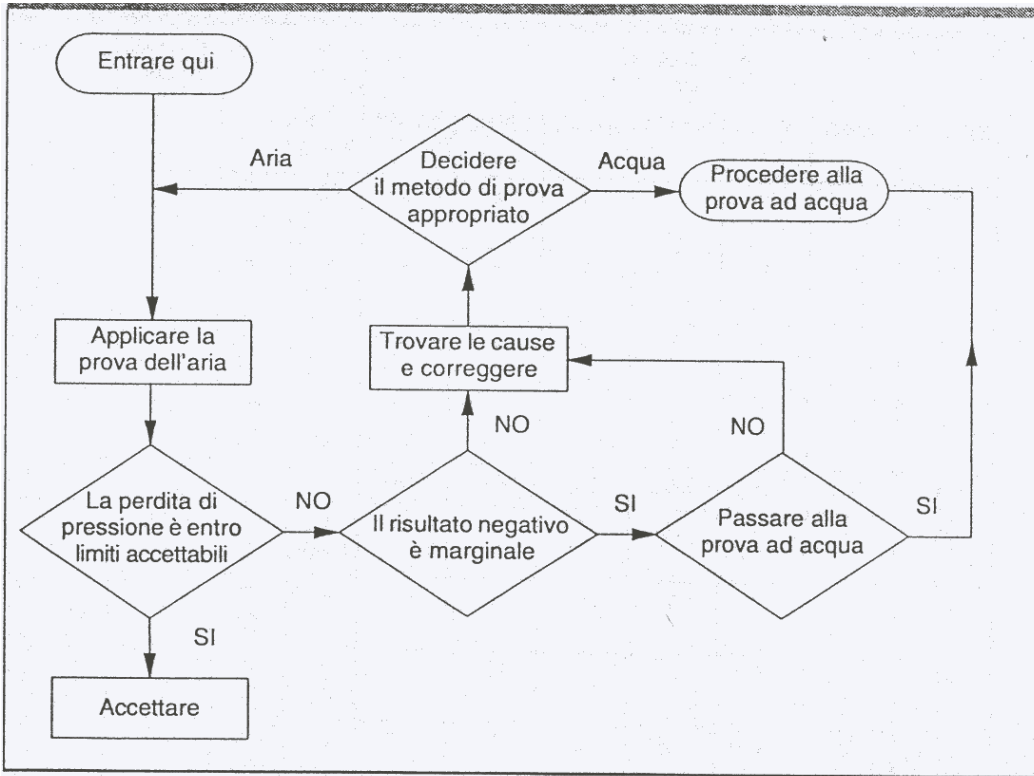 Entrare qui
Aria
Decidere
il metodo di prova
appropriato
Acqua
Procedere alla
prova ad acqua
Applicare la
prova dell'aria
Trovare le cause
e correggere
NO
NO
La perdita di
pressione è entro
limiti accettabili
NO
Il risultato negativo
è marginale
SI
Passare alla
prova ad acqua
SI
SI
Accettare